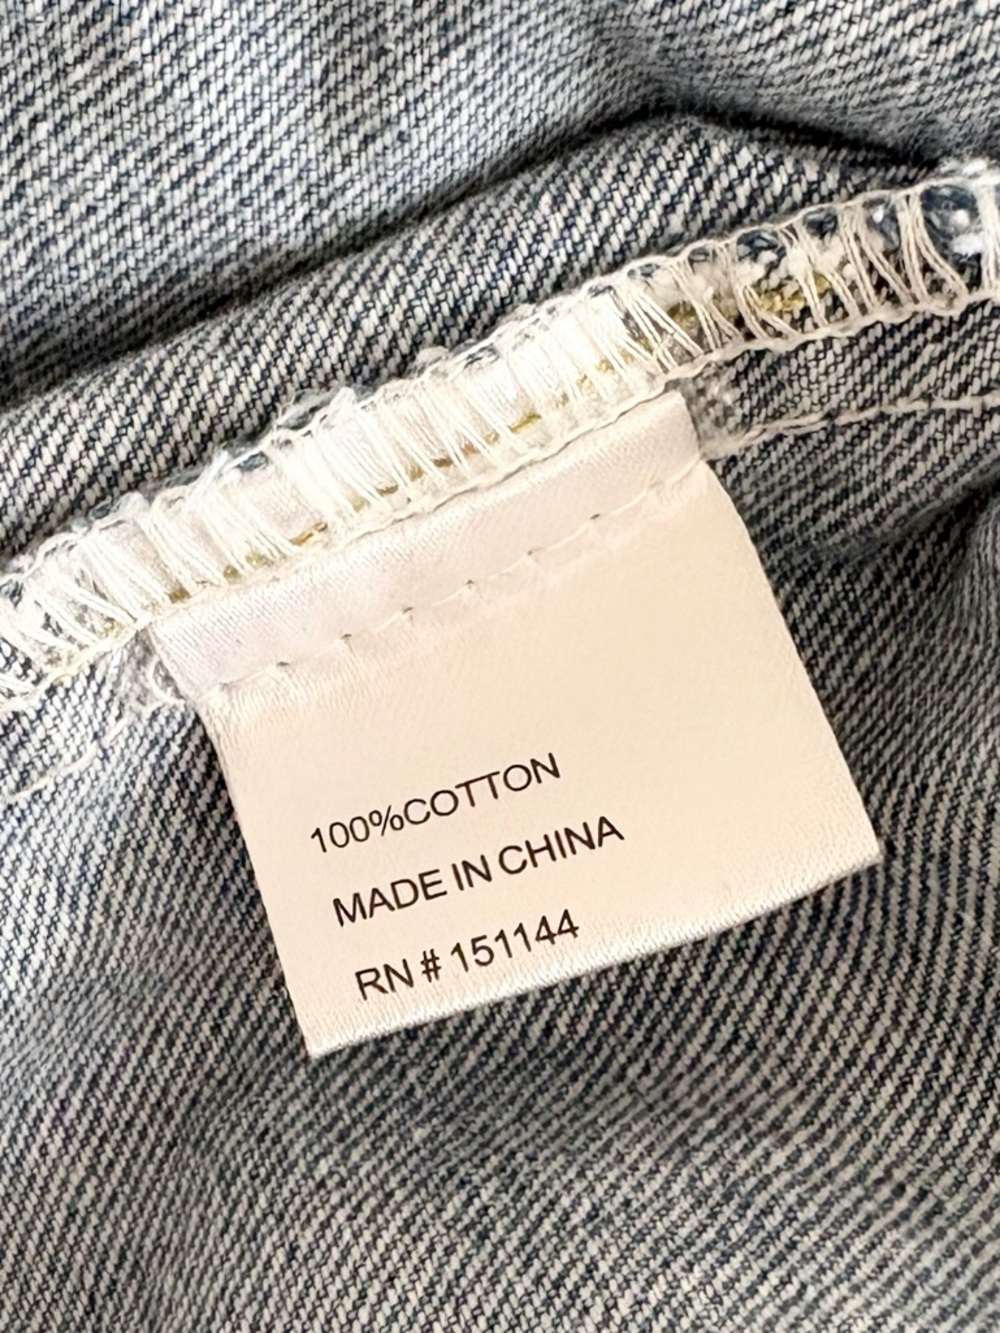 100%COTTON
MADE IN CHINA
RN # 151144